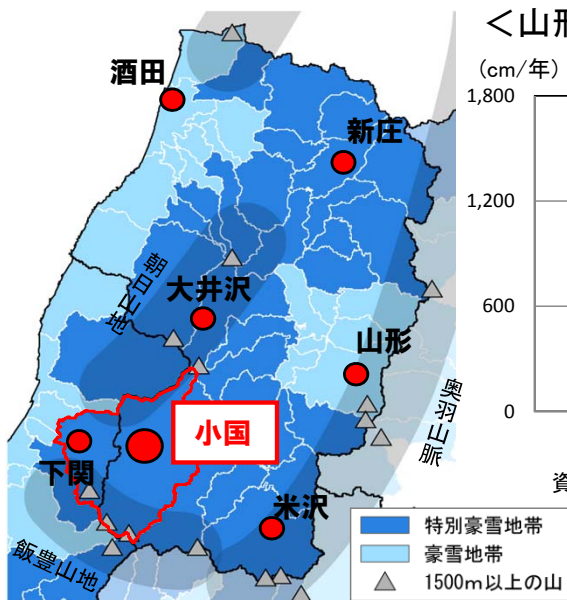 ＜山形
(cm/年)
1,800
1,200
600
0
酒田
新庄
朝日山地
大井沢
山形
奥羽山脈
小国
下関
米沢
飯豊山地
資
特別豪雪地帯
豪雪地帯
1500m以上の山